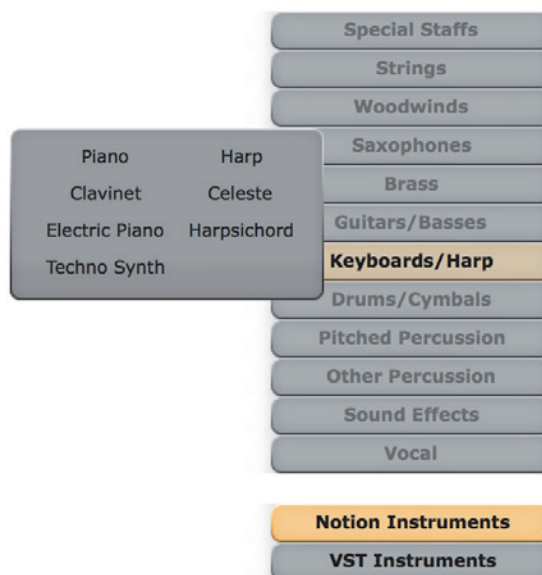 Special Staffs
Strings
Woodwinds
Saxophones
Brass
Guitars/Basses
Keyboards/Harp
Drums/Cymbals
Pitched Percussion
Other Percussion
Sound Effects
Vocal
Piano Harp
Clavinet Celeste
Electric Piano Harpsichord
Techno Synth
Notion Instruments
VST Instruments